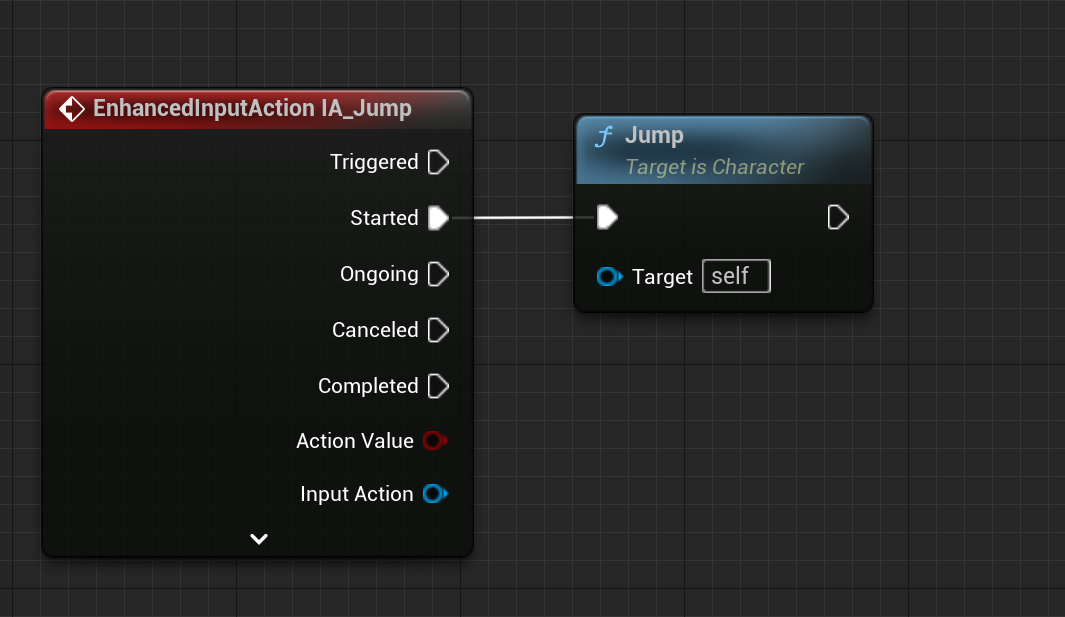 EnhancedInputAction IA_Jump
Triggered
Started
Ongoing
Canceled
Completed
Action Value
Input Action
f Jump
Target is Character
Target self